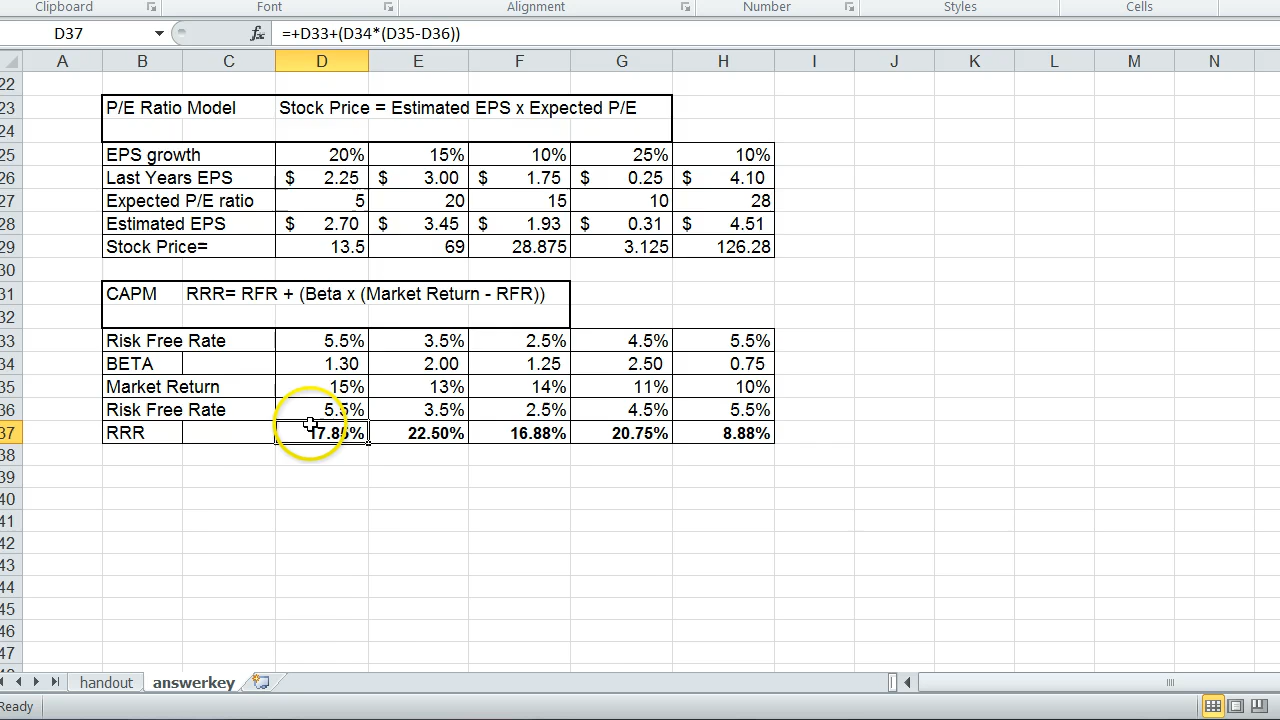 Clipboard Font Alignment Number Styles Cells
D37 fx =+D33+(D34*(D35-D36))
A B C D E F G H I J K L M N
22
23 P/E Ratio Model Stock Price = Estimated EPS x Expected P/E
24
25 EPS growth 20% 15% 10% 25% 10%
26 Last Years EPS $ 2.25 $ 3.00 $ 1.75 $ 0.25 $ 4.10
27 Expected P/E ratio 5 20 15 10 28
28 Estimated EPS $ 2.70 $ 3.45 $ 1.93 $ 0.31 $ 4.51
29 Stock Price= 13.5 69 28.875 3.125 126.28
30
31 CAPM RRR= RFR + (Beta x (Market Return - RFR))
32
33 Risk Free Rate 5.5% 3.5% 2.5% 4.5% 5.5%
34 BETA 1.30 2.00 1.25 2.50 0.75
35 Market Return 15% 13% 14% 11% 10%
36 Risk Free Rate 5.5% 3.5% 2.5% 4.5% 5.5%
37 RRR 17.85% 22.50% 16.88% 20.75% 8.88%
38
39
40
41
42
43
44
45
46
47
handout answerkey
Ready